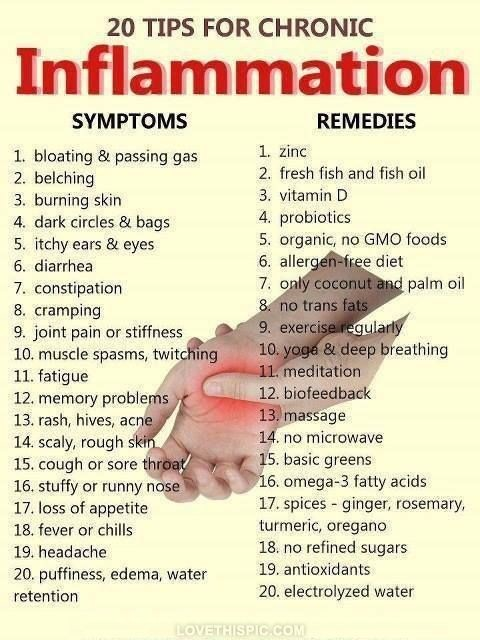 20 TIPS FOR CHRONIC
Inflammation
SYMPTOMS
1. bloating & passing gas
2. belching
3. burning skin
4. dark circles & bags
5. itchy ears & eyes
6. diarrhea
7. constipation
8. cramping
9. joint pain or stiffness
10. muscle spasms, twitching
11. fatigue
12. memory problems
13. rash, hives, acne
14. scaly, rough skin
15. cough or sore throat
16. stuffy or runny nose
17. loss of appetite
18. fever or chills
19. headache
20. puffiness, edema, water
retention
REMEDIES
1. zinc
2. fresh fish and fish oil
3. vitamin D
4. probiotics
5. organic, no GMO foods
6. allergen-free diet
7. only coconut and palm oil
8. no trans fats
9. exercise regularly
10. yoga & deep breathing
11. meditation
12. biofeedback
13. massage
14. no microwave
15. basic greens
16. omega-3 fatty acids
17. spices - ginger, rosemary,
turmeric, oregano
18. no refined sugars
19. antioxidants
20. electrolyzed water
LOVETHISPIC.COM